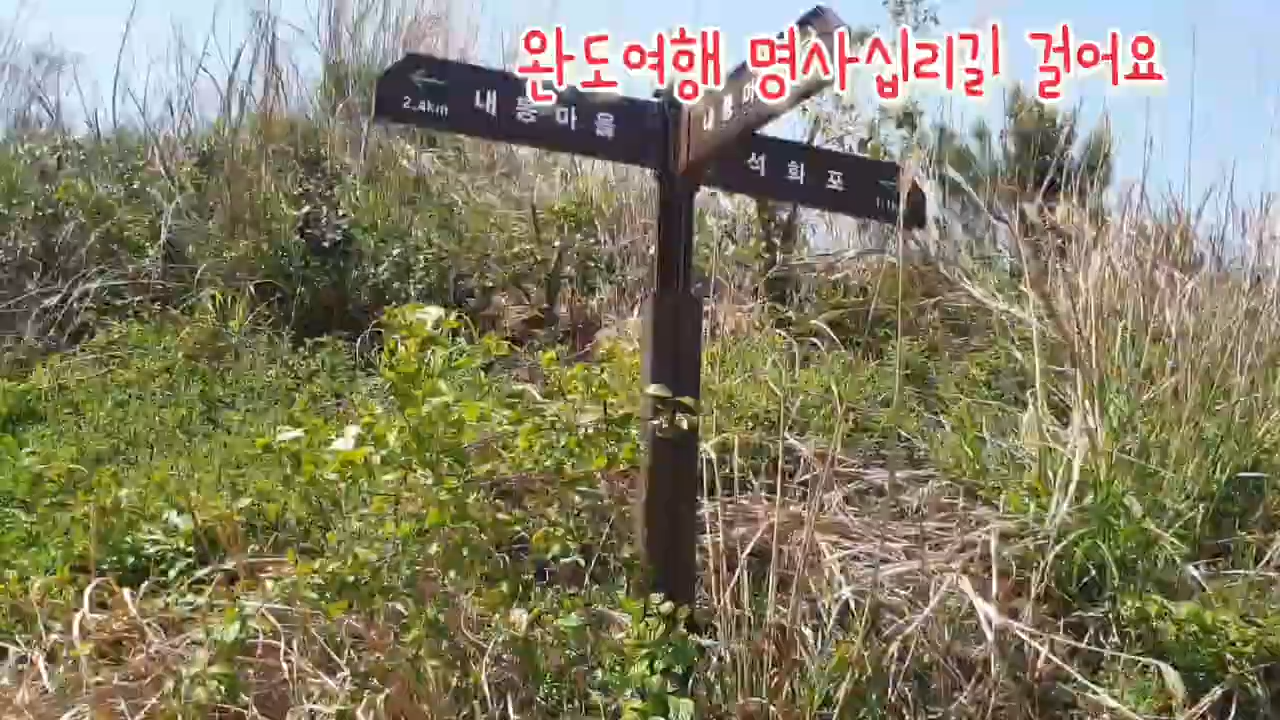 완도여행 명사십리길 걸어요
← 2.4km 내동마을
석화포